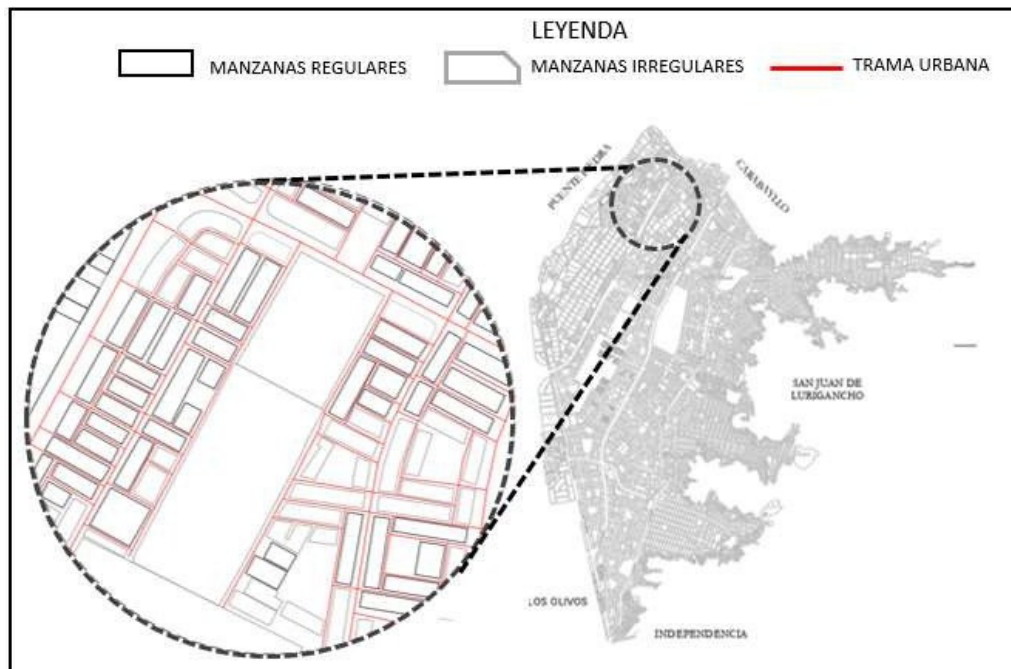 LEYENDA
MANZANAS REGULARES
MANZANAS IRREGULARES
TRAMA URBANA
PUENTE PIEDRA
CARABAYLLO
SAN JUAN DE
LURIGANCHO
LOS OLIVOS
INDEPENDENCIA